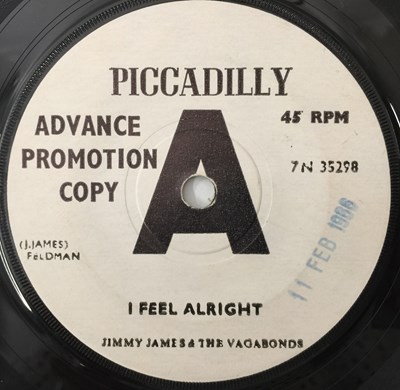 PICCADILLY
ADVANCE
PROMOTION
COPY
A
45 RPM
7N 35298
(J.JAMES)
FELDMAN
11 FEB 1966
I FEEL ALRIGHT
JIMMY JAMES & THE VAGABONDS